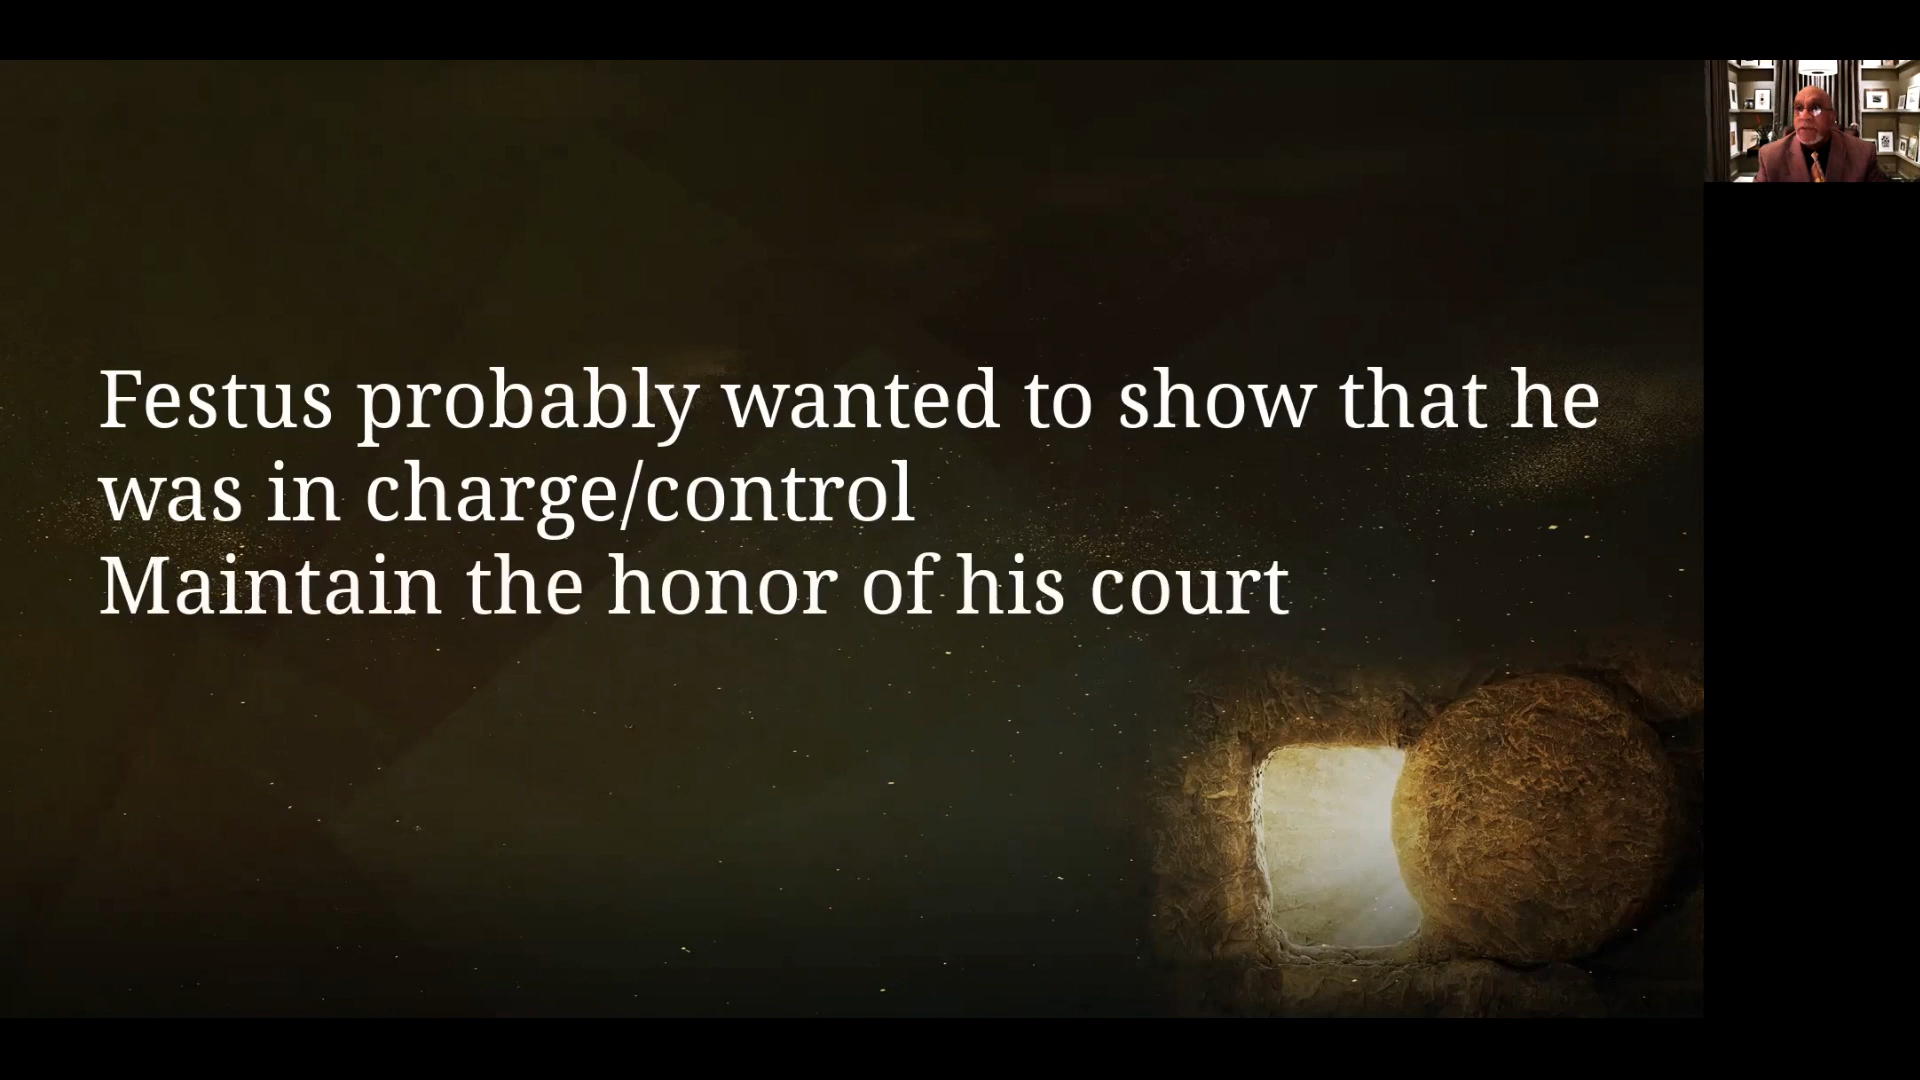 Festus probably wanted to show that he
was in charge/control
Maintain the honor of his court